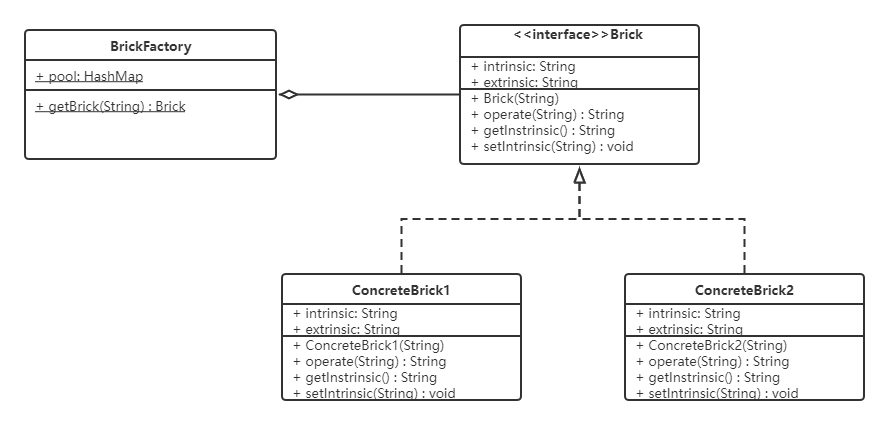 BrickFactory
+ pool: HashMap
+ getBrick(String) : Brick
<<interface>>Brick
+ intrinsic: String
+ extrinsic: String
+ Brick(String)
+ operate(String) : String
+ getInstrinsic() : String
+ setIntrinsic(String) : void
ConcreteBrick1
+ intrinsic: String
+ extrinsic: String
+ ConcreteBrick1(String)
+ operate(String) : String
+ getInstrinsic() : String
+ setIntrinsic(String) : void
ConcreteBrick2
+ intrinsic: String
+ extrinsic: String
+ ConcreteBrick2(String)
+ operate(String) : String
+ getInstrinsic() : String
+ setIntrinsic(String) : void